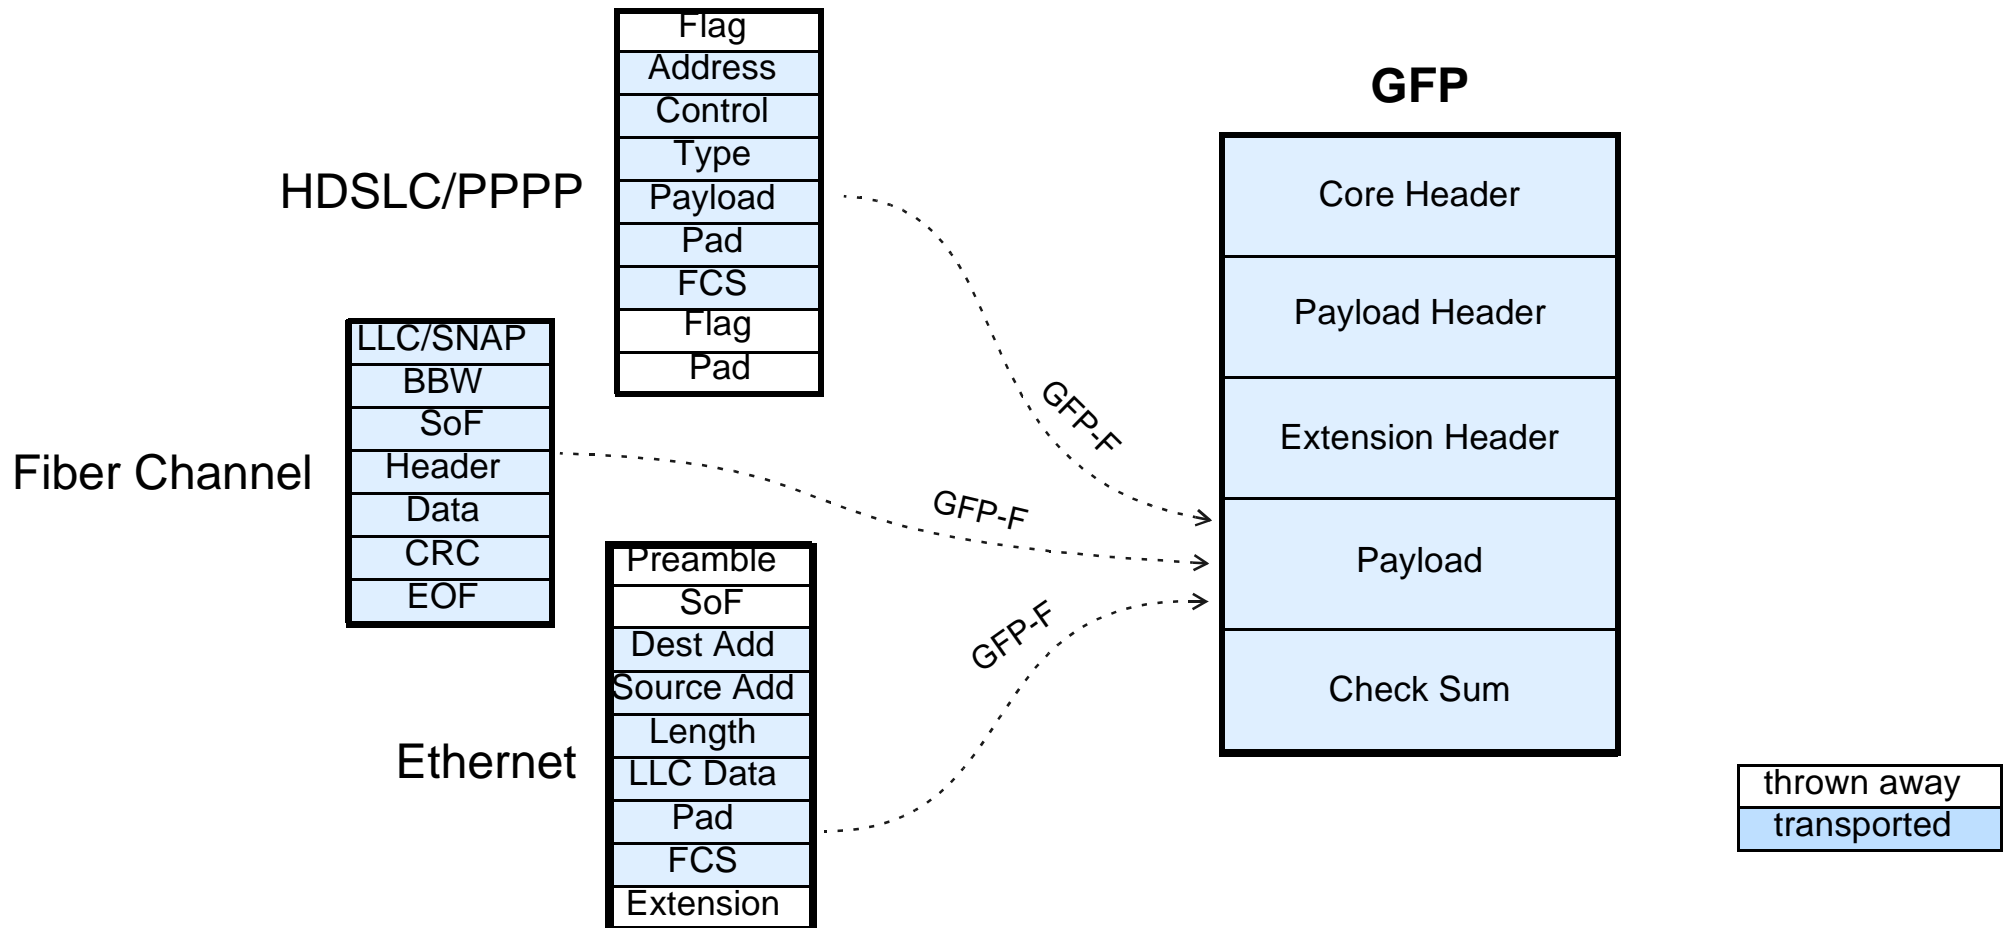 Flag
Address
Control
Type
Payload
Pad
FCS
Flag
Pad
HDSLC/PPPP
LLC/SNAP
BBW
SoF
Header
Data
CRC
EOF
Fiber Channel
Preamble
SoF
Dest Add
Source Add
Length
LLC Data
Pad
FCS
Extension
Ethernet
GFP-F
GFP-F
GFP-F
GFP
Core Header
Payload Header
Extension Header
Payload
Check Sum
thrown away
transported